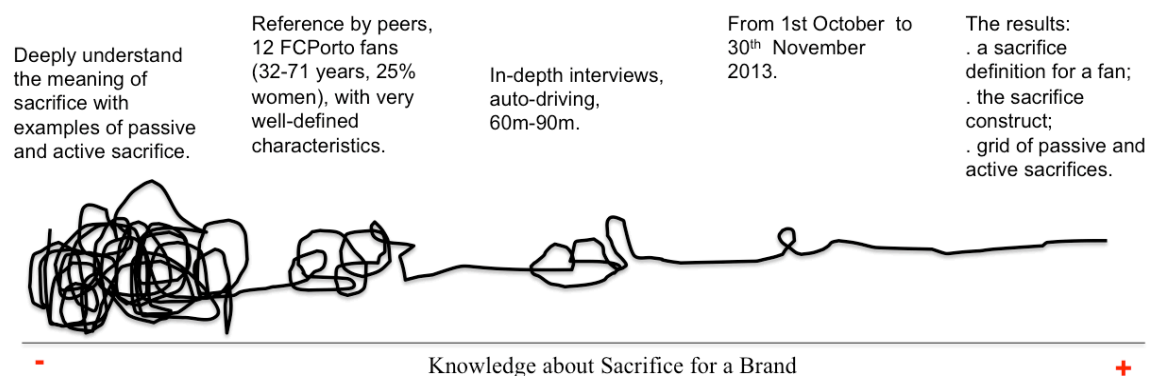 Deeply understand
the meaning of
sacrifice with
examples of passive
and active sacrifice.
Reference by peers,
12 FCPorto fans
(32-71 years, 25%
women), with very
well-defined
characteristics.
In-depth interviews,
auto-driving,
60m-90m.
From 1st October to
30th November
2013.
The results:
. a sacrifice
definition for a fan;
. the sacrifice
construct;
. grid of passive and
active sacrifices.
-
Knowledge about Sacrifice for a Brand
+